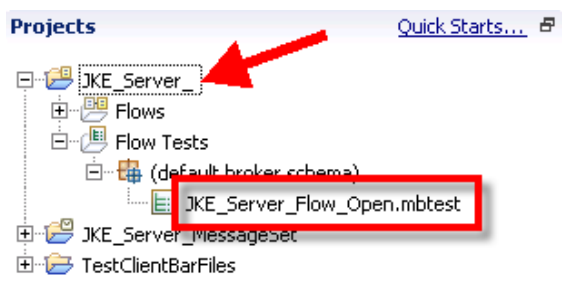 Projects Quick Starts...
JKE_Server_
Flows
Flow Tests
(default broker schema)
JKE_Server_Flow_Open.mbtest
JKE_Server_MessageSet
TestClientBarFiles